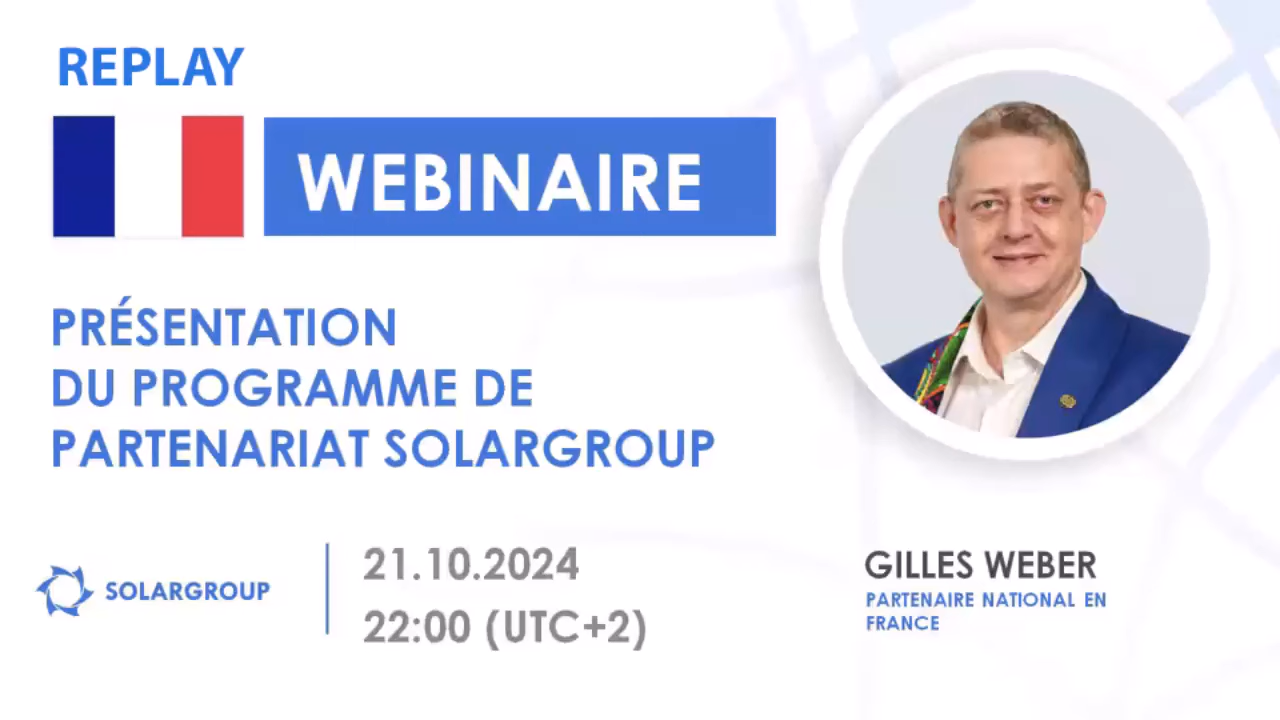 REPLAY
WEBINAIRE
PRÉSENTATION
DU PROGRAMME DE
PARTENARIAT SOLARGROUP
SOLARGROUP
21.10.2024
22:00 (UTC+2)
GILLES WEBER
PARTENAIRE NATIONAL EN
FRANCE